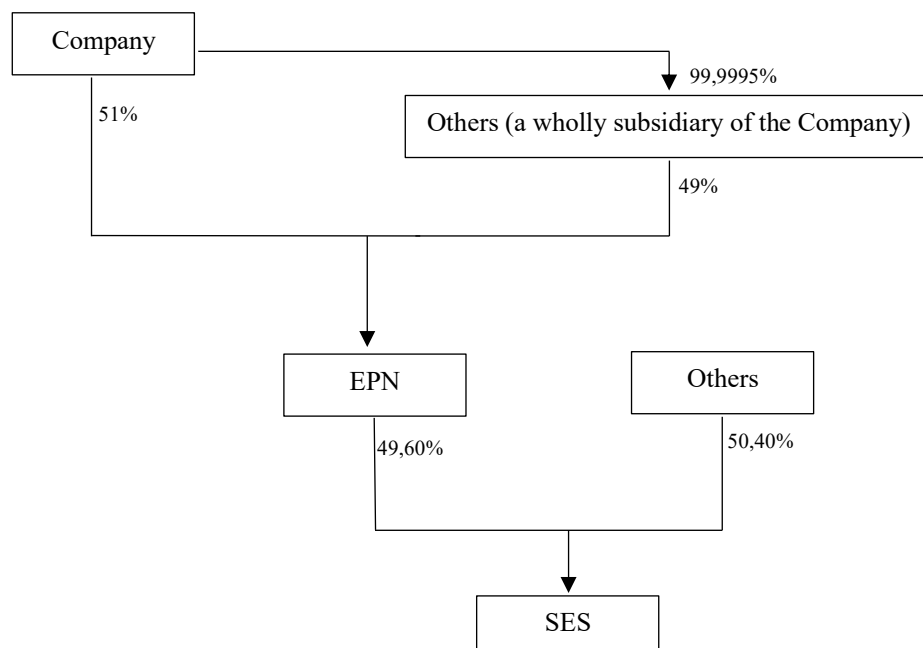 Company
99,9995%
51%
Others (a wholly subsidiary of the Company)
49%
EPN
Others
49,60%
50,40%
SES